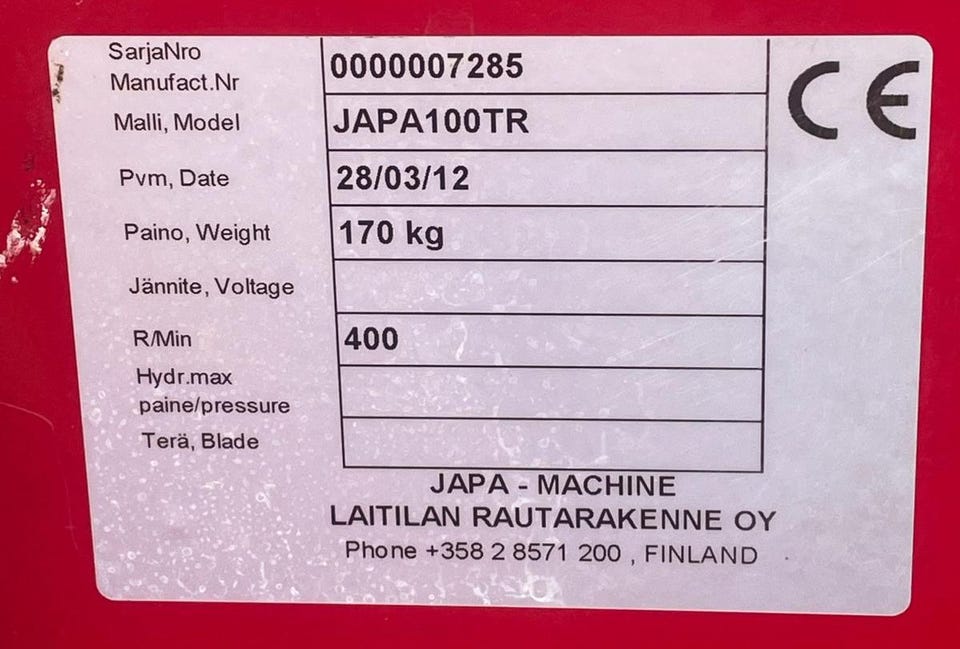 SarjaNro
Manufact.Nr 0000007285
CE
Malli, Model JAPA100TR
Pvm, Date 28/03/12
Paino, Weight 170 kg
Jännite, Voltage
R/Min 400
Hydr.max
paine/pressure
Terä, Blade
JAPA - MACHINE
LAITILAN RAUTARAKENNE OY
Phone +358 2 8571 200 , FINLAND